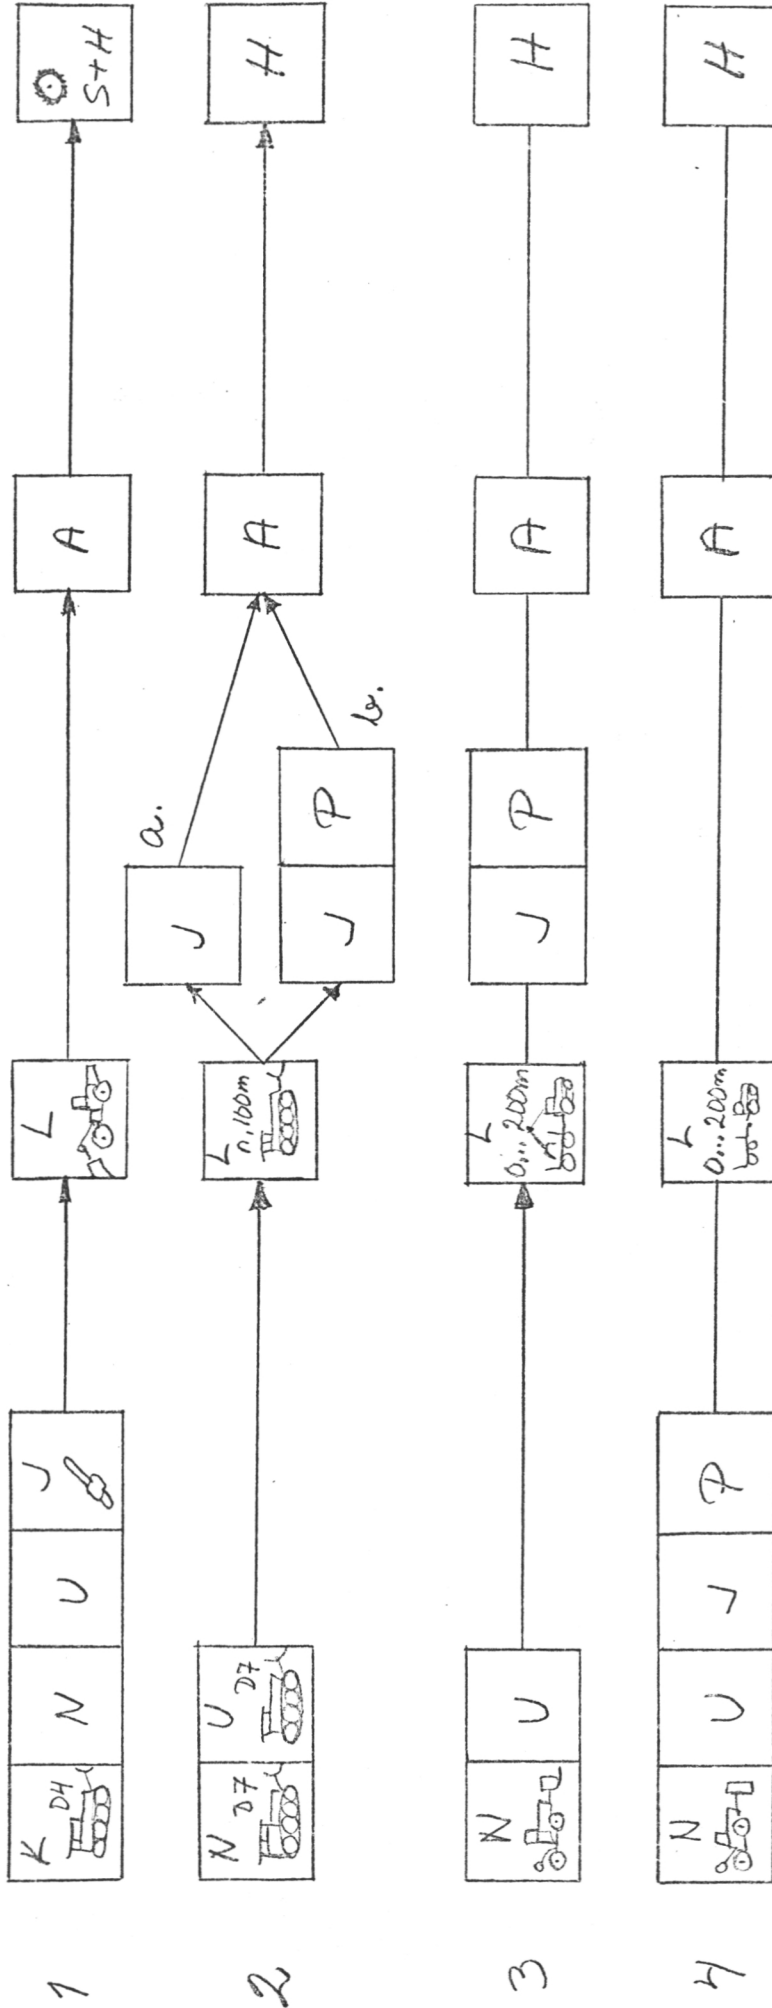 1
K D4
N
U
J
L
A
S+H
2
N D7
U D7
L
n.100m
J
a.
J
P
b.
A
H
3
N
U
L
0...200m
J
P
A
H
4
N
U
J
P
L
0...200m
A
H